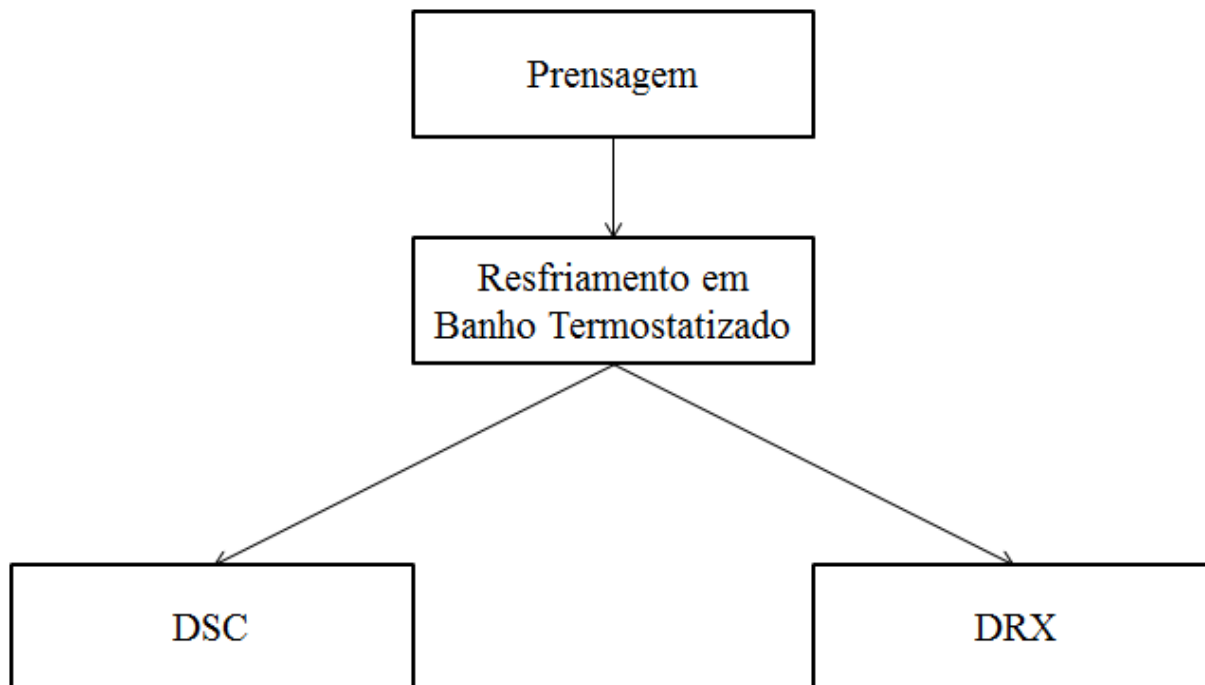 Prensagem
Resfriamento em
Banho Termostatizado
DSC
DRX